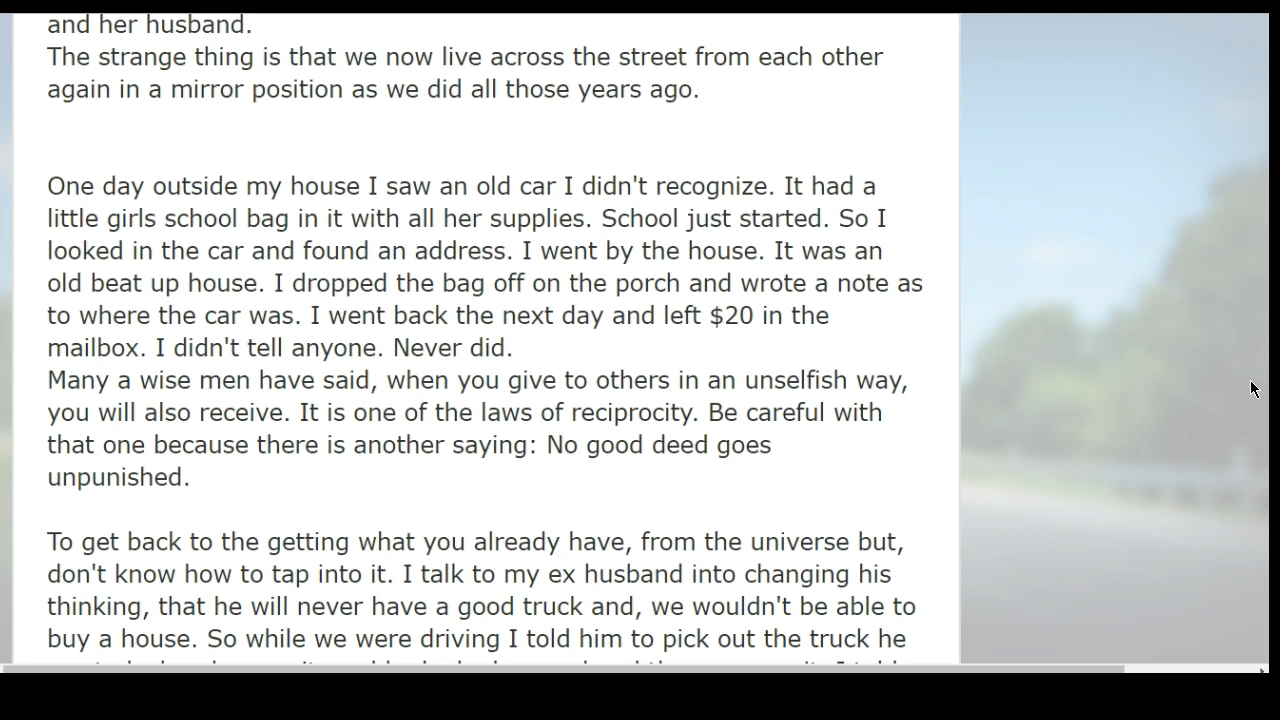 and her husband.
The strange thing is that we now live across the street from each other
again in a mirror position as we did all those years ago.
One day outside my house I saw an old car I didn't recognize. It had a
little girls school bag in it with all her supplies. School just started. So I
looked in the car and found an address. I went by the house. It was an
old beat up house. I dropped the bag off on the porch and wrote a note as
to where the car was. I went back the next day and left $20 in the
mailbox. I didn't tell anyone. Never did.
Many a wise men have said, when you give to others in an unselfish way,
you will also receive. It is one of the laws of reciprocity. Be careful with
that one because there is another saying: No good deed goes
unpunished.
To get back to the getting what you already have, from the universe but,
don't know how to tap into it. I talk to my ex husband into changing his
thinking, that he will never have a good truck and, we wouldn't be able to
buy a house. So while we were driving I told him to pick out the truck he